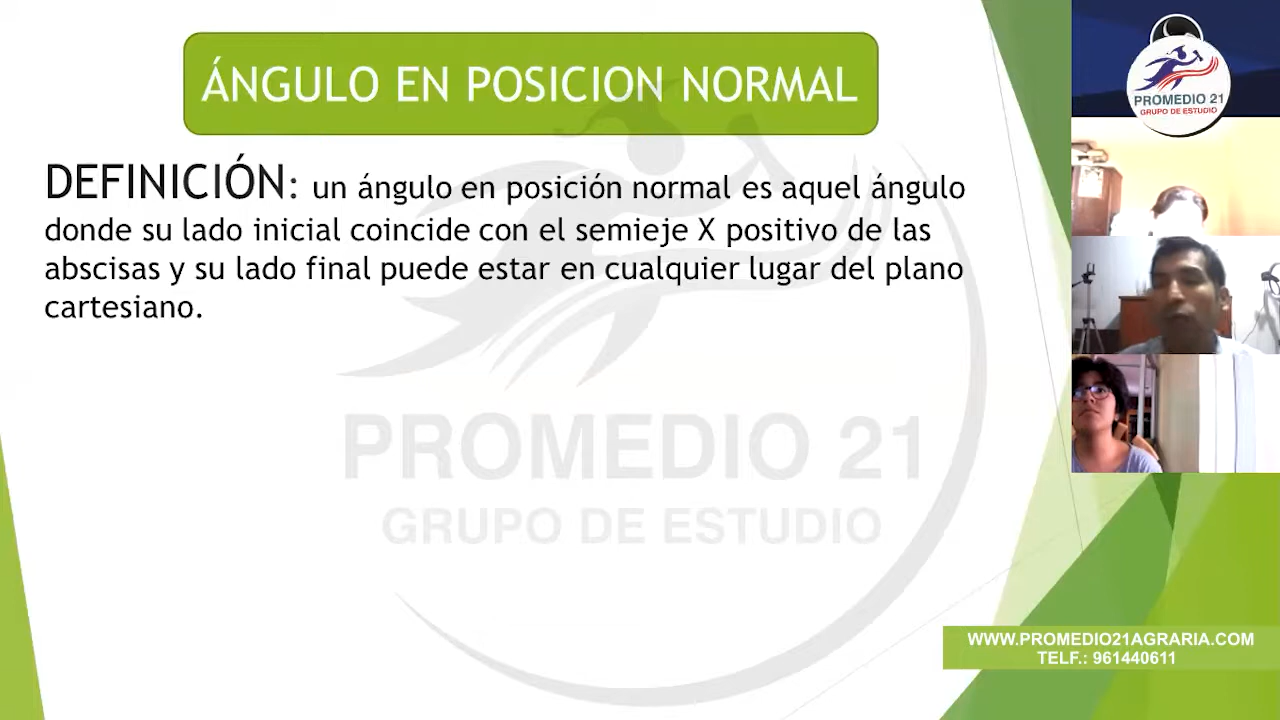 ÁNGULO EN POSICION NORMAL
DEFINICIÓN: un ángulo en posición normal es aquel ángulo
donde su lado inicial coincide con el semieje X positivo de las
abscisas y su lado final puede estar en cualquier lugar del plano
cartesiano.
PROMEDIO 21
GRUPO DE ESTUDIO
PROMEDIO 21
GRUPO DE ESTUDIO
WWW.PROMEDIO21AGRARIA.COM
TELF.: 961440611